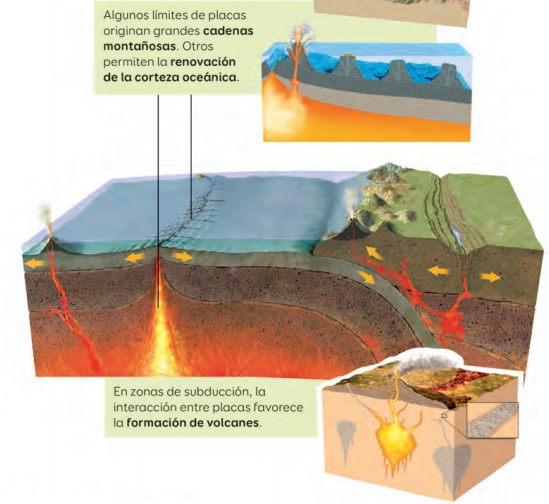 Algunos límites de placas
originan grandes cadenas
montañosas. Otros
permiten la renovación
de la corteza oceánica.
En zonas de subducción, la
interacción entre placas favorece
la formación de volcanes.